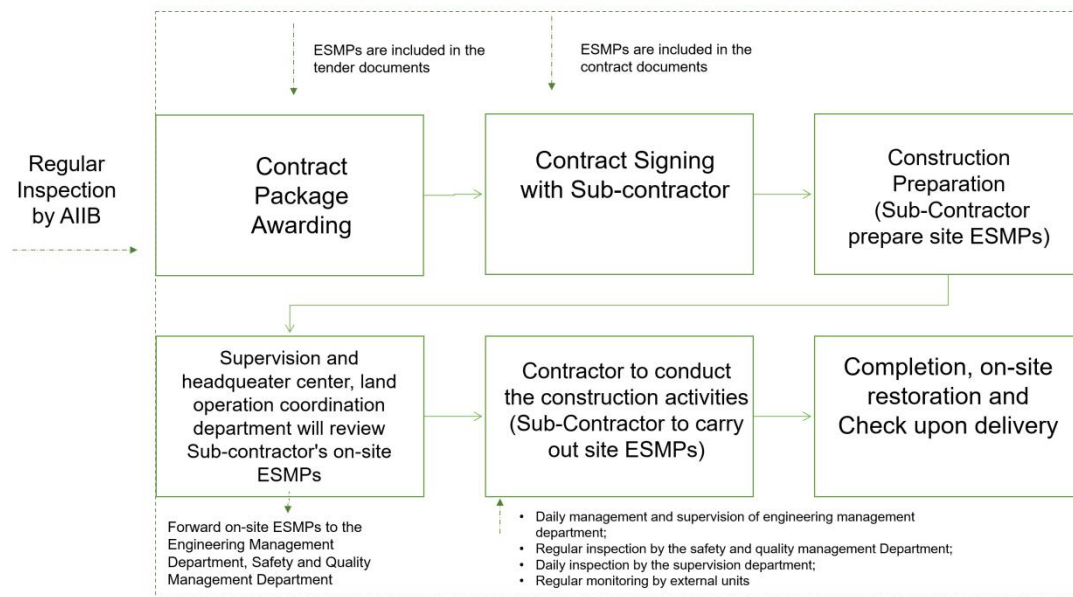 ESMPs are included in the
tender documents
ESMPs are included in the
contract documents
Regular
Inspection
by AIIB
Contract
Package
Awarding
Contract Signing
with Sub-contractor
Construction
Preparation
(Sub-Contractor
prepare site ESMPs)
Supervision and
headqueater center, land
operation coordination
department will review
Sub-contractor's on-site
ESMPs
Contractor to conduct
the construction activities
(Sub-Contractor to carry
out site ESMPs)
Completion, on-site
restoration and
Check upon delivery
Forward on-site ESMPs to the
Engineering Management
Department, Safety and Quality
Management Department
• Daily management and supervision of engineering management
department;
• Regular inspection by the safety and quality management Department;
• Daily inspection by the supervision department;
• Regular monitoring by external units